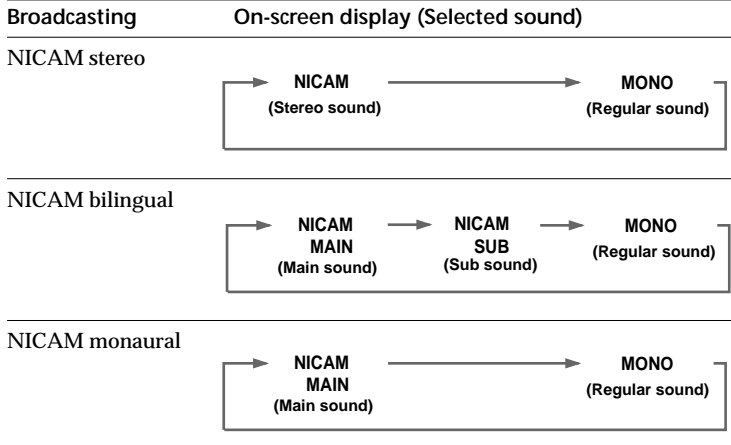 Broadcasting On-screen display (Selected sound)
NICAM stereo
NICAM MONO
(Stereo sound) (Regular sound)
NICAM bilingual
NICAM NICAM MONO
MAIN SUB (Regular sound)
(Main sound) (Sub sound)
NICAM monaural
NICAM MONO
MAIN (Regular sound)
(Main sound)